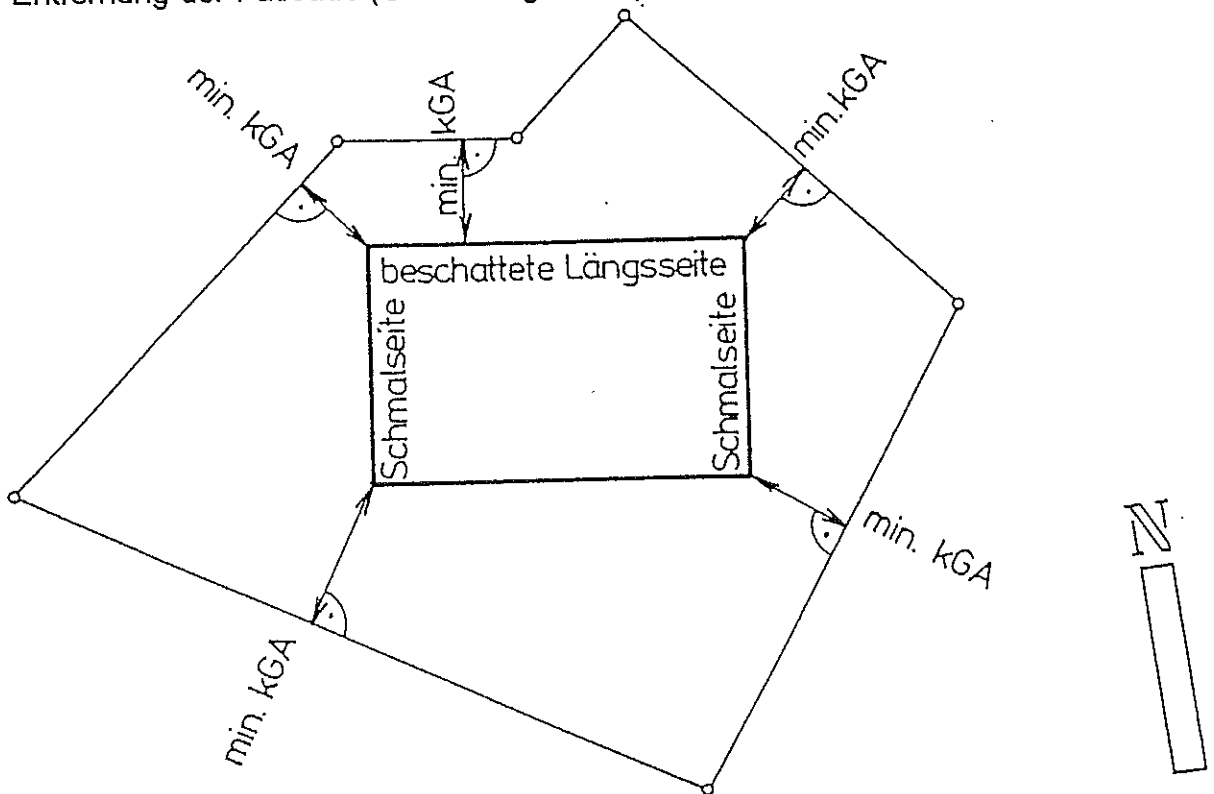 min. kGA
min. kGA
min. kGA
beschattete Längsseite
Schmalseite
Schmalseite
min. kGA
min. kGA
N